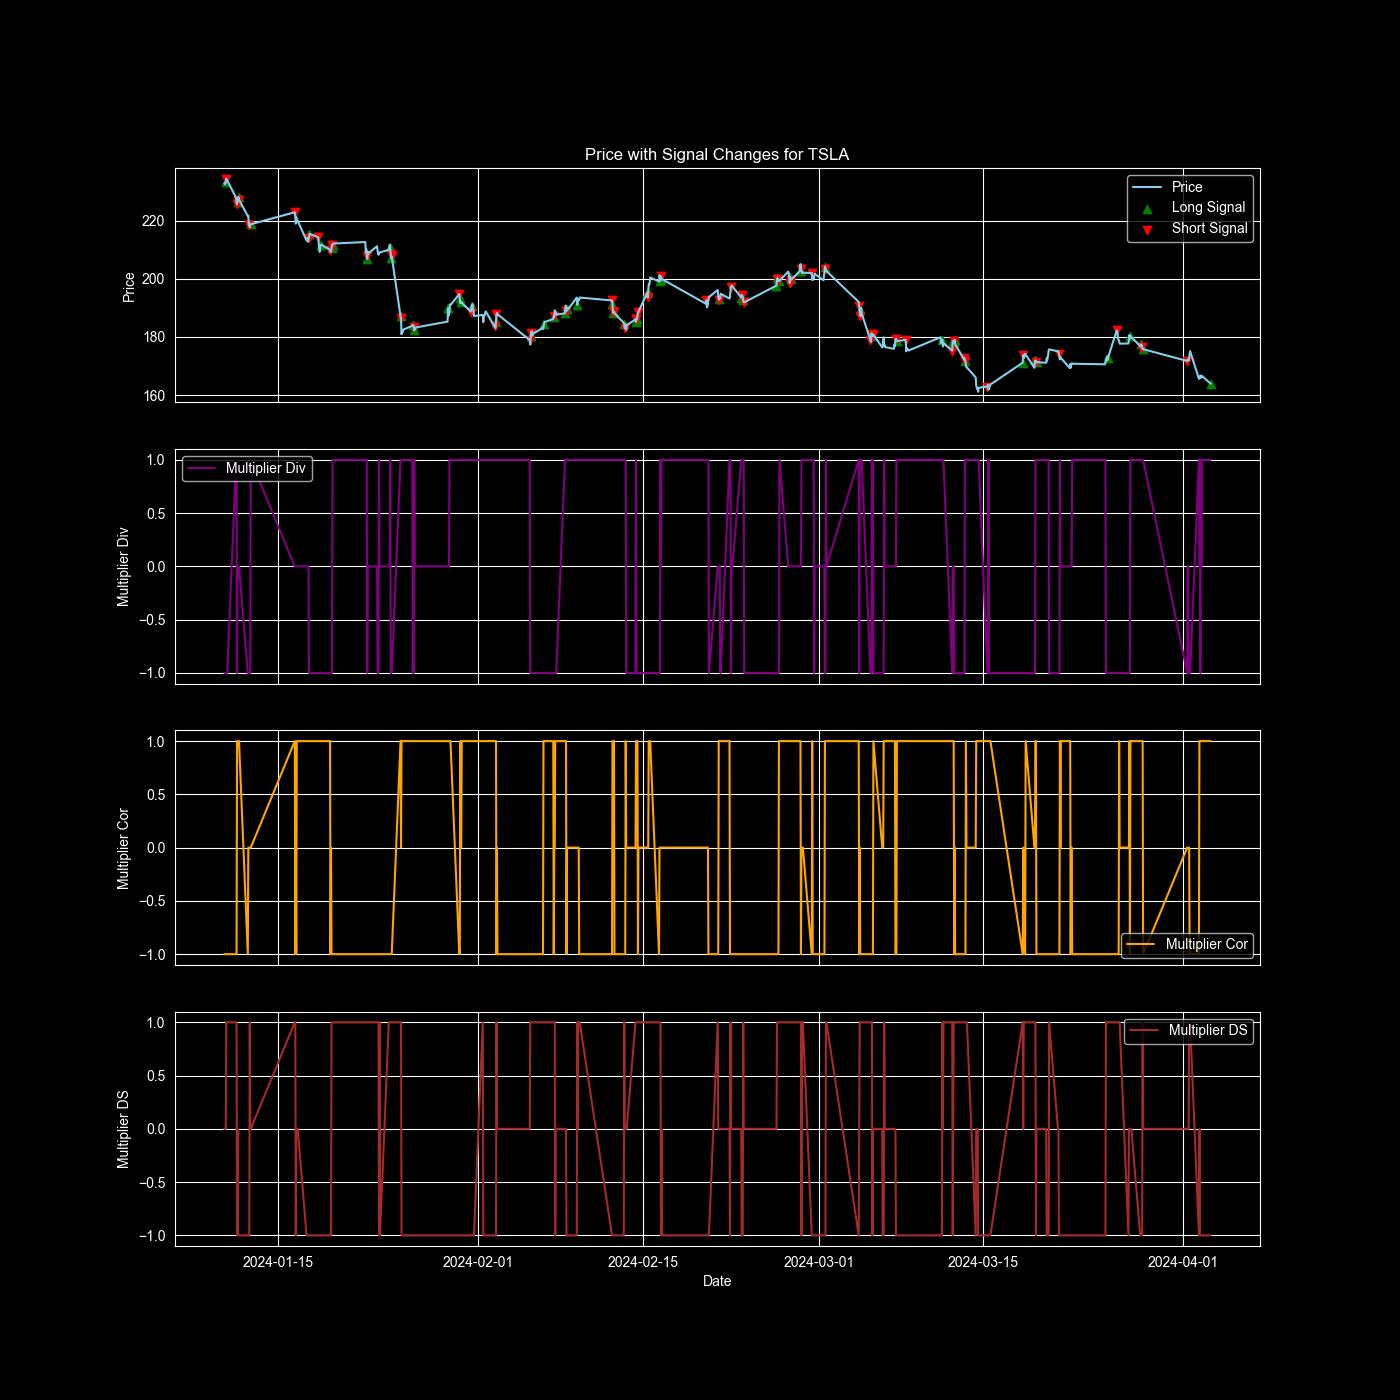 Price with Signal Changes for TSLA
Price
220
200
180
160
Price
Long Signal
Short Signal
Multiplier Div
1.0
0.5
0.0
−0.5
−1.0
Multiplier Div
Multiplier Cor
1.0
0.5
0.0
−0.5
−1.0
Multiplier Cor
Multiplier DS
1.0
0.5
0.0
−0.5
−1.0
Multiplier DS
2024-01-15 2024-02-01 2024-02-15 2024-03-01 2024-03-15 2024-04-01
Date